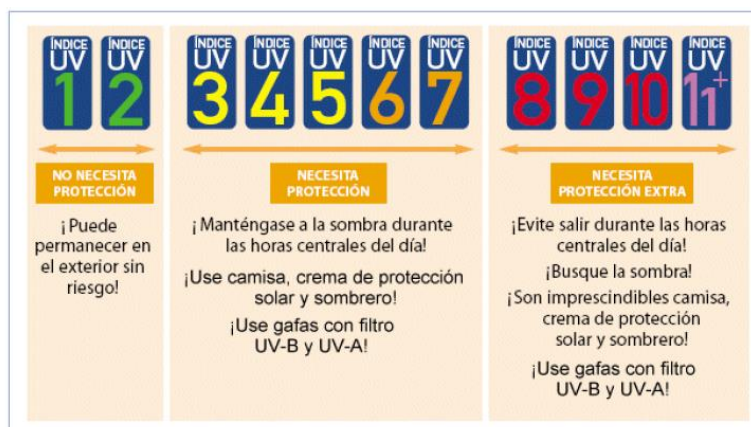 ÍNDICE UV 1
ÍNDICE UV 2
ÍNDICE UV 3
ÍNDICE UV 4
ÍNDICE UV 5
ÍNDICE UV 6
ÍNDICE UV 7
ÍNDICE UV 8
ÍNDICE UV 9
ÍNDICE UV 10
ÍNDICE UV 11+
NO NECESITA
PROTECCIÓN
¡Puede
permanecer en
el exterior sin
riesgo!
NECESITA
PROTECCIÓN
¡Manténgase a la sombra durante
las horas centrales del día!
¡Use camisa, crema de protección
solar y sombrero!
¡Use gafas con filtro
UV-B y UV-A!
NECESITA
PROTECCIÓN EXTRA
¡Evite salir durante las horas
centrales del día!
¡Busque la sombra!
¡Son imprescindibles camisa,
crema de protección
solar y sombrero!
¡Use gafas con filtro
UV-B y UV-A!